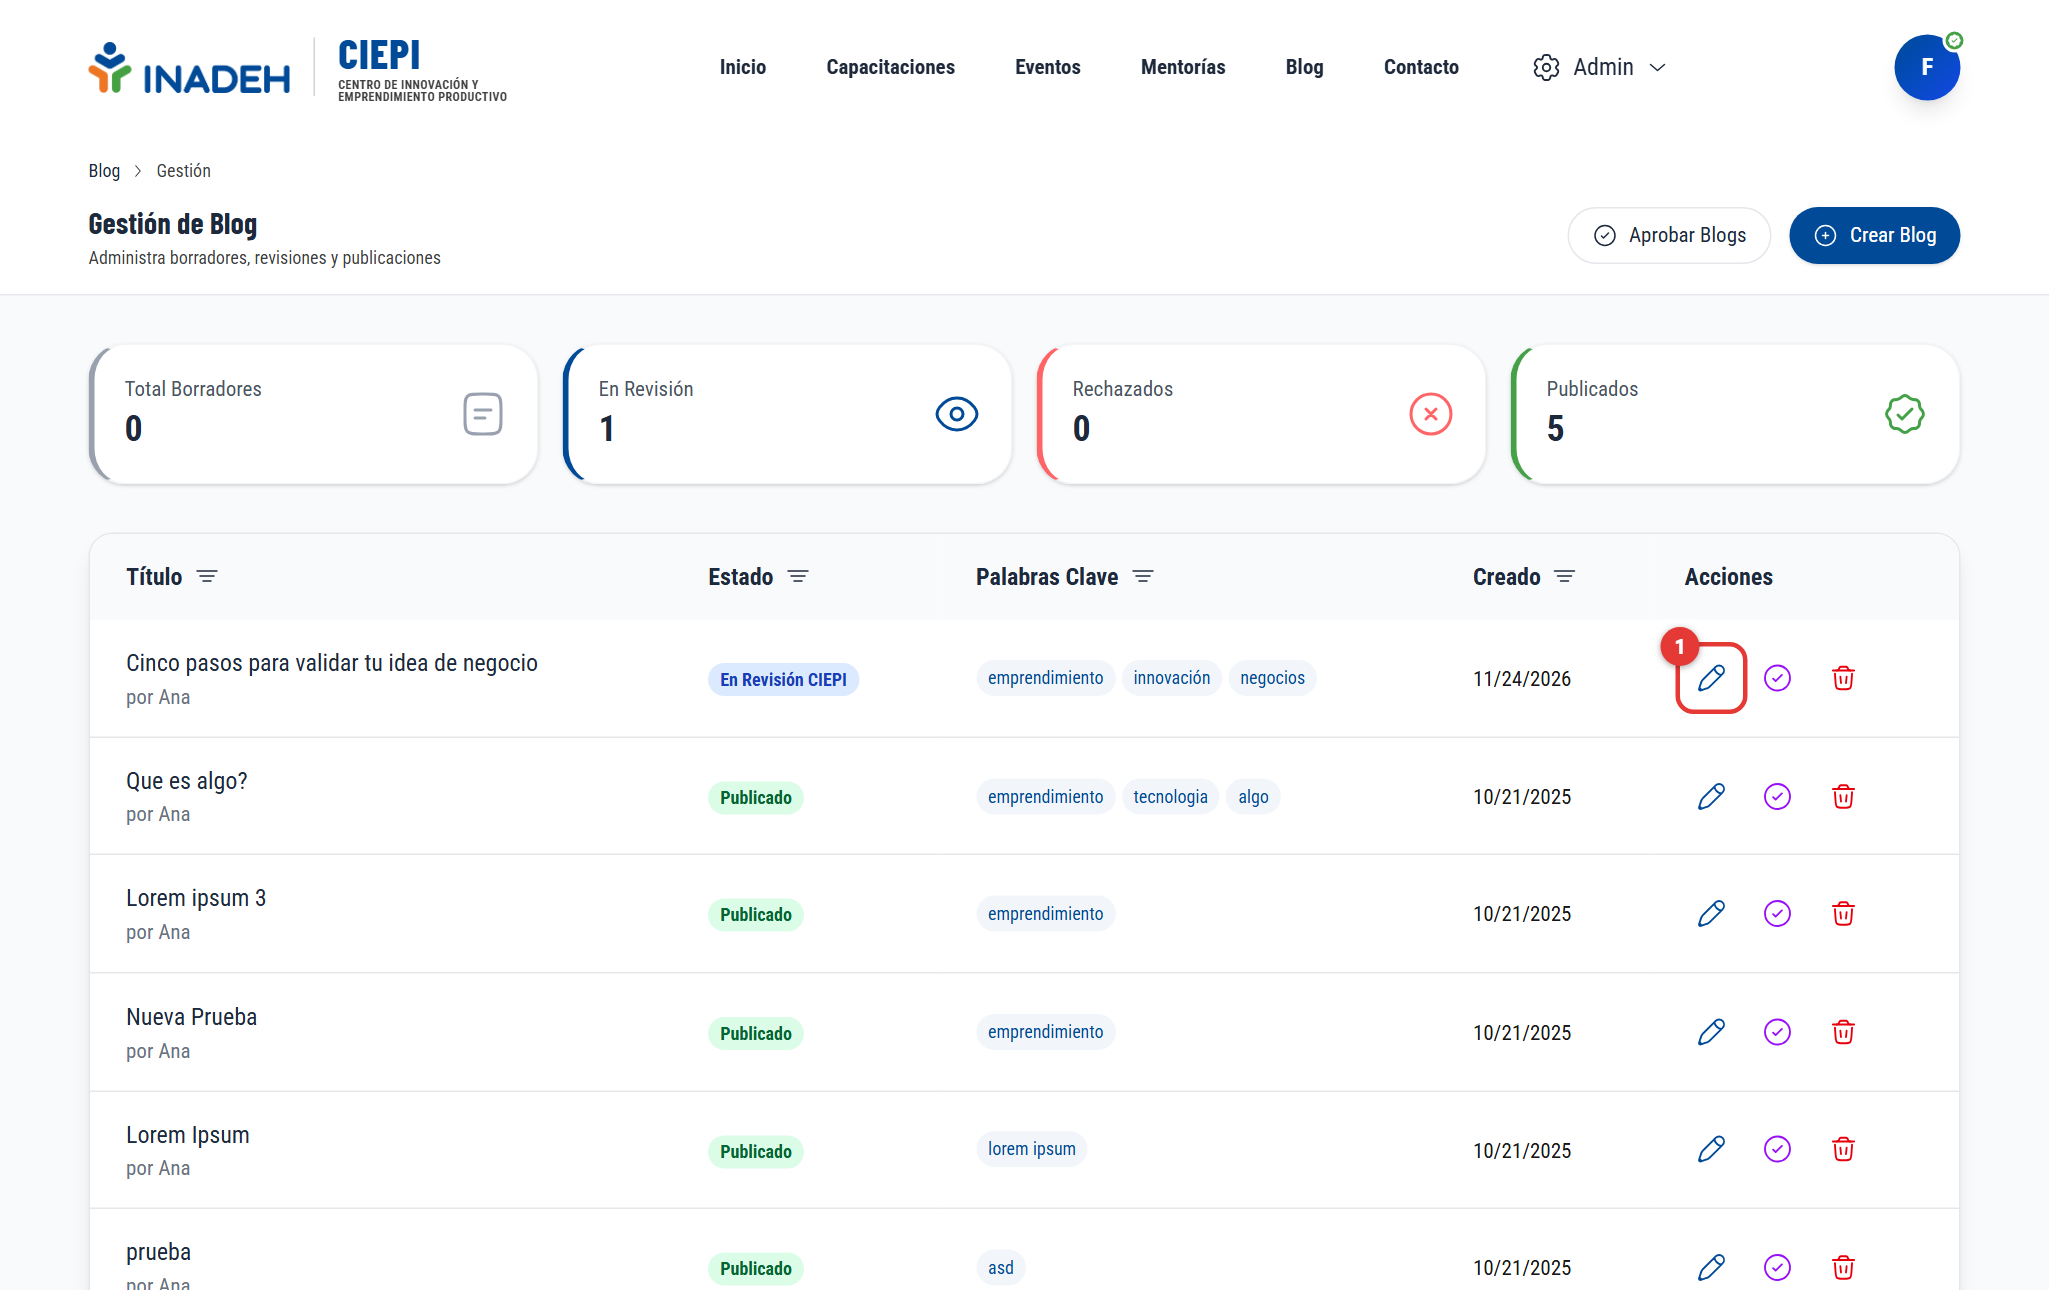 INADEH
CIEPI
CENTRO DE INNOVACIÓN Y
EMPRENDIMIENTO PRODUCTIVO
Inicio
Capacitaciones
Eventos
Mentorías
Blog
Contacto
Admin
F
Blog > Gestión
Gestión de Blog
Administra borradores, revisiones y publicaciones
Aprobar Blogs
Crear Blog
Total Borradores
0
En Revisión
1
Rechazados
0
Publicados
5
Título
Estado
Palabras Clave
Creado
Acciones
Cinco pasos para validar tu idea de negocio
por Ana
En Revisión CIEPI
emprendimiento
innovación
negocios
11/24/2026
1
Que es algo?
por Ana
Publicado
emprendimiento
tecnologia
algo
10/21/2025
Lorem ipsum 3
por Ana
Publicado
emprendimiento
10/21/2025
Nueva Prueba
por Ana
Publicado
emprendimiento
10/21/2025
Lorem Ipsum
por Ana
Publicado
lorem ipsum
10/21/2025
prueba
por Ana
Publicado
asd
10/21/2025